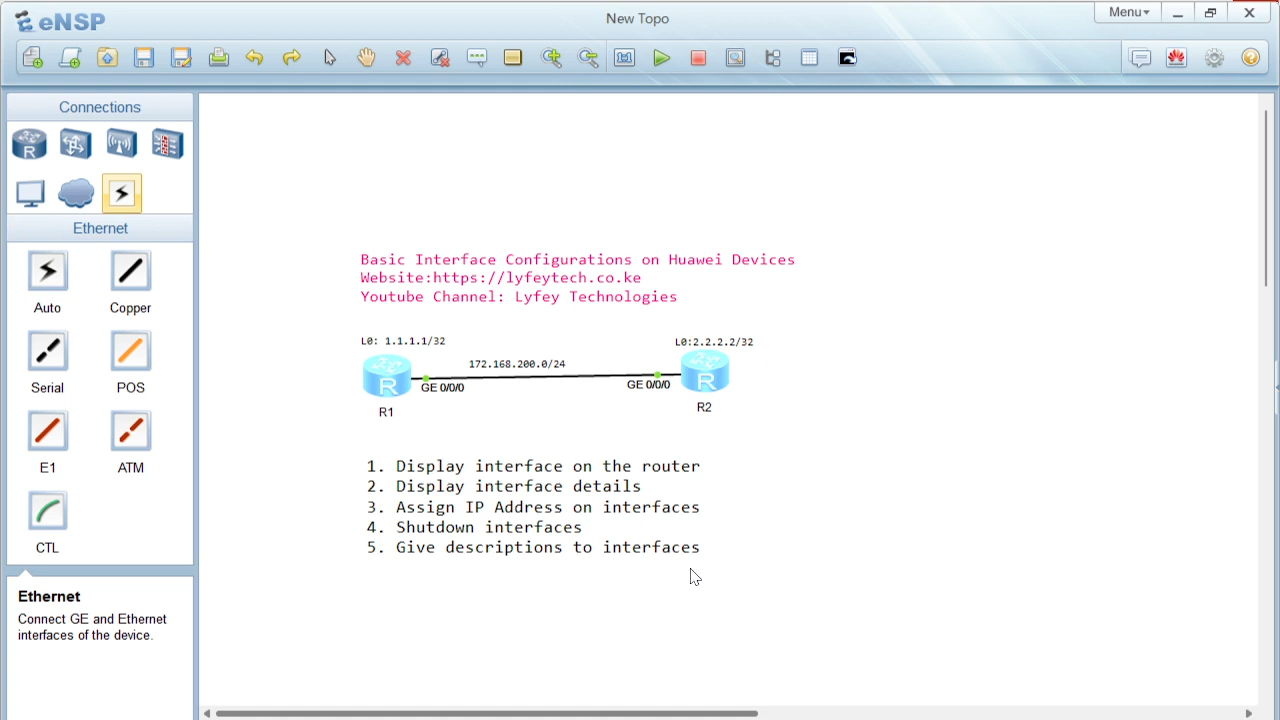 eNSP
New Topo
Menu
Connections
R
Ethernet
Auto
Copper
Serial
POS
E1
ATM
CTL
Ethernet
Connect GE and Ethernet
interfaces of the device.
Basic Interface Configurations on Huawei Devices
Website:https://lyfeytech.co.ke
Youtube Channel: Lyfey Technologies
L0: 1.1.1.1/32
L0:2.2.2.2/32
172.168.200.0/24
R
R
GE 0/0/0
GE 0/0/0
R1
R2
1. Display interface on the router
2. Display interface details
3. Assign IP Address on interfaces
4. Shutdown interfaces
5. Give descriptions to interfaces